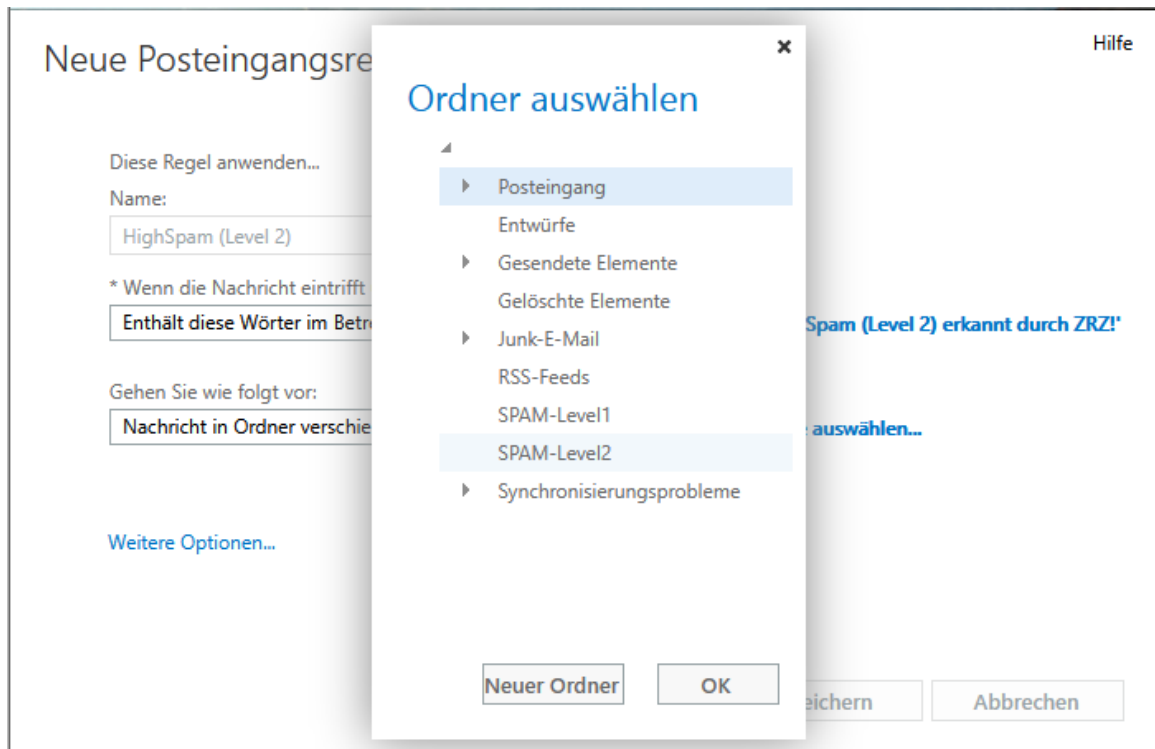 Neue Posteingangsre
Hilfe
Diese Regel anwenden...
Name:
HighSpam (Level 2)
* Wenn die Nachricht eintrifft
Enthält diese Wörter im Betre
Spam (Level 2) erkannt durch ZRZ!'
Gehen Sie wie folgt vor:
Nachricht in Ordner verschie
auswählen...
Weitere Optionen...
eichern
Abbrechen
Ordner auswählen
Posteingang
Entwürfe
Gesendete Elemente
Gelöschte Elemente
Junk-E-Mail
RSS-Feeds
SPAM-Level1
SPAM-Level2
Synchronisierungsprobleme
Neuer Ordner
OK